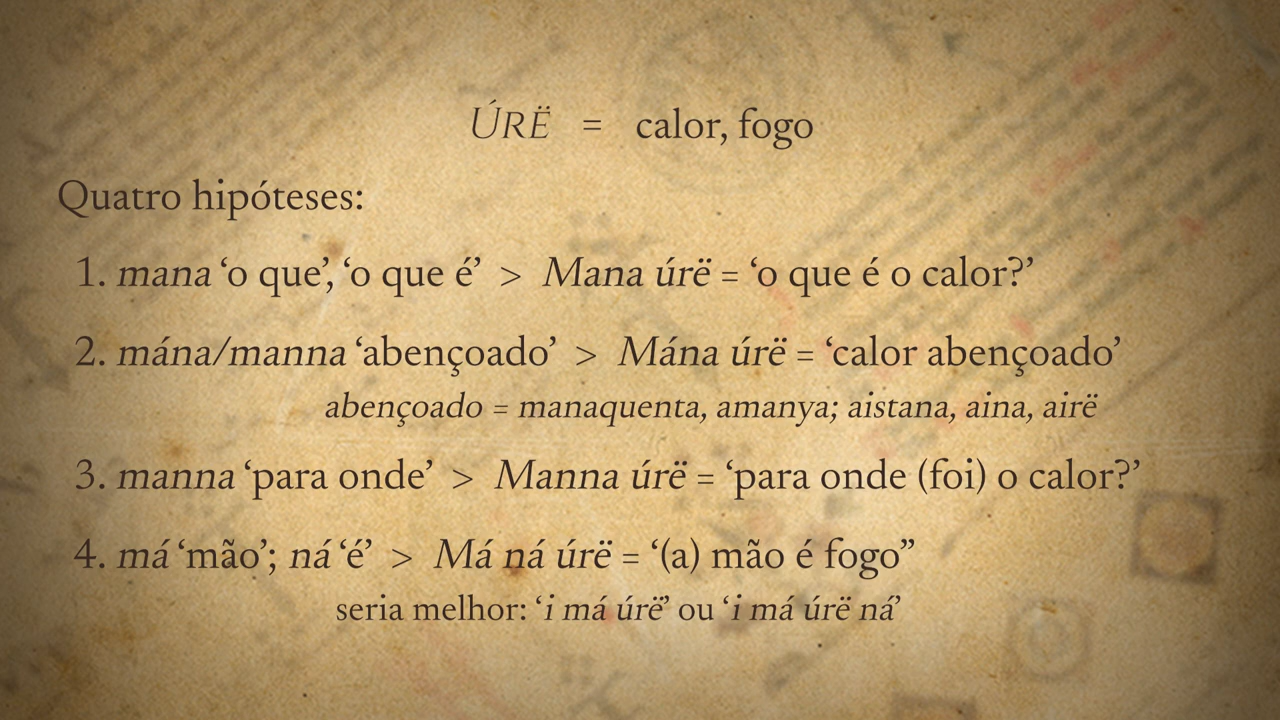 ÚRË = calor, fogo
Quatro hipóteses:
1. mana ‘o que’, ‘o que é’ > Mana úrë = ‘o que é o calor?’
2. mána/manna ‘abençoado’ > Mána úrë = ‘calor abençoado’
abençoado = manaquenta, amanya; aistana, aina, airë
3. manna ‘para onde’ > Manna úrë = ‘para onde (foi) o calor?’
4. má ‘mão’; ná ‘é’ > Má ná úrë = ‘(a) mão é fogo”
seria melhor: ‘i má úrë’ ou ‘i má úrë ná’